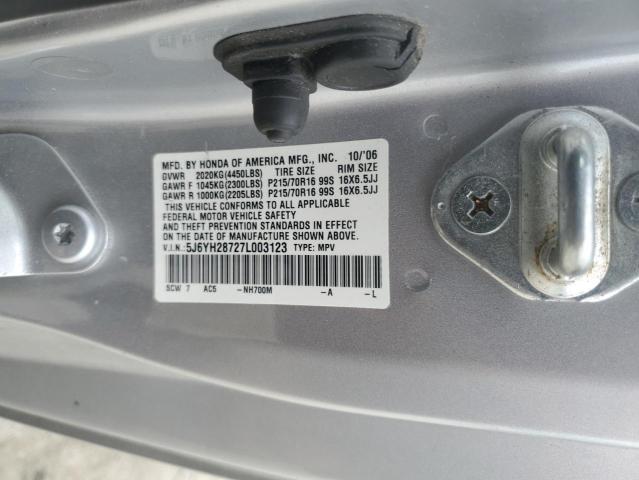 MFD. BY HONDA OF AMERICA MFG., INC. 10/'06
GVWR 2020KG(4450LBS) TIRE SIZE RIM SIZE
GAWR F 1045KG(2300LBS) P215/70R16 99S 16X6.5JJ
GAWR R 1000KG(2205LBS) P215/70R16 99S 16X6.5JJ
THIS VEHICLE CONFORMS TO ALL APPLICABLE
FEDERAL MOTOR VEHICLE SAFETY
AND THEFT PREVENTION STANDARDS IN EFFECT
ON THE DATE OF MANUFACTURE SHOWN ABOVE.
V.I.N.: 5J6YH28727L003123 TYPE: MPV
SCW 7 AC5 -NH700M -A -L